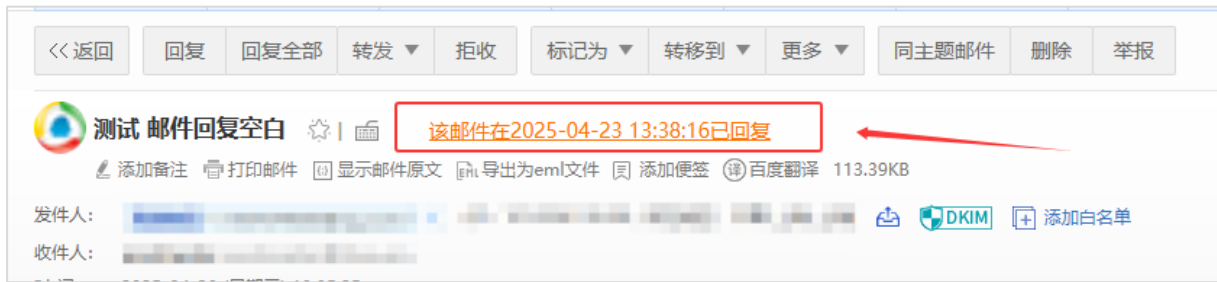 <<返回 回复 回复全部 转发 ▼ 拒收 标记为 ▼ 转移到 ▼ 更多 ▼ 同主题邮件 删除 举报
测试 邮件回复空白 | 该邮件在2025-04-23 13:38:16已回复
添加备注 打印邮件 显示邮件原文 EML 导出为eml文件 添加便签 译 百度翻译 113.39KB
发件人: DKIM 添加白名单
收件人: